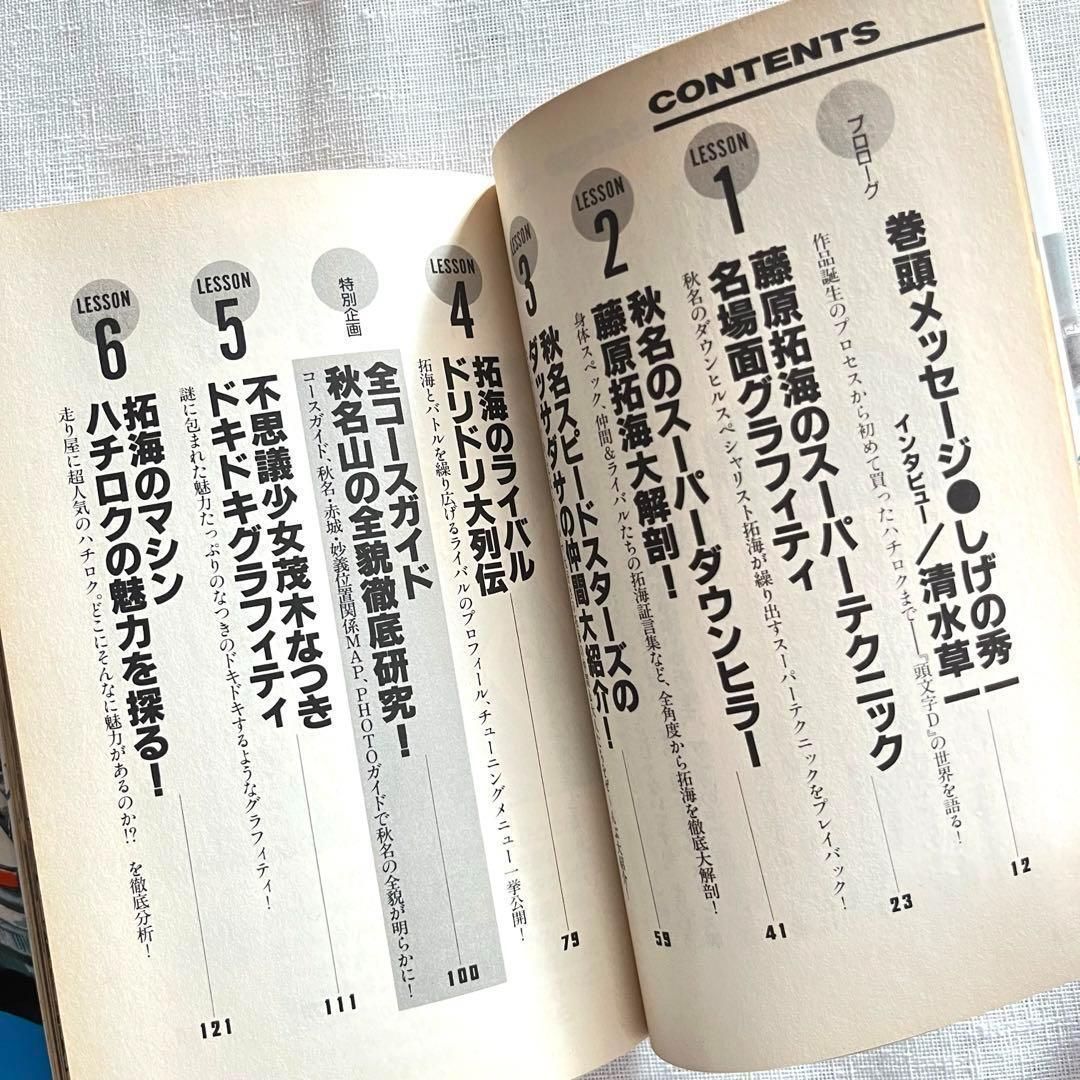 CONTENTS
プロローグ
巻頭メッセージ●しげの秀一
インタビュー/清水草一
作品誕生のプロセスから初めて買ったハチロクまで──『頭文字D』の世界を語る!
12
LESSON
1
藤原拓海のスーパーテクニック
名場面グラフィティ
秋名のダウンヒルスペシャリスト拓海が繰り出すスーパーテクニックをプレイバック!
23
LESSON
2
秋名のスーパーダウンヒラー
藤原拓海大解剖!
身体スペック、仲間&ライバルたちの拓海証言集など、全角度から拓海を徹底大解剖!
41
LESSON
3
秋名スピードスターズの
ダッサダサの仲間大紹介!
59
LESSON
4
拓海のライバル
ドリドリ大列伝
拓海とバトルを繰り広げるライバルのプロフィール、チューニングメニュー一挙公開!
79
特別企画
全コースガイド
秋名山の全貌徹底研究!
コースガイド、秋名・赤城・妙義位置関係MAP、PHOTOガイドで秋名の全貌が明らかに!
100
LESSON
5
不思議少女茂木なつき
ドキドキグラフィティ
謎に包まれた魅力たっぷりのなつきのドキドキするようなグラフィティ!
111
LESSON
6
拓海のマシン
ハチロクの魅力を探る!
走り屋に超人気のハチロク。どこにそんなに魅力があるのか!? を徹底分析!
121